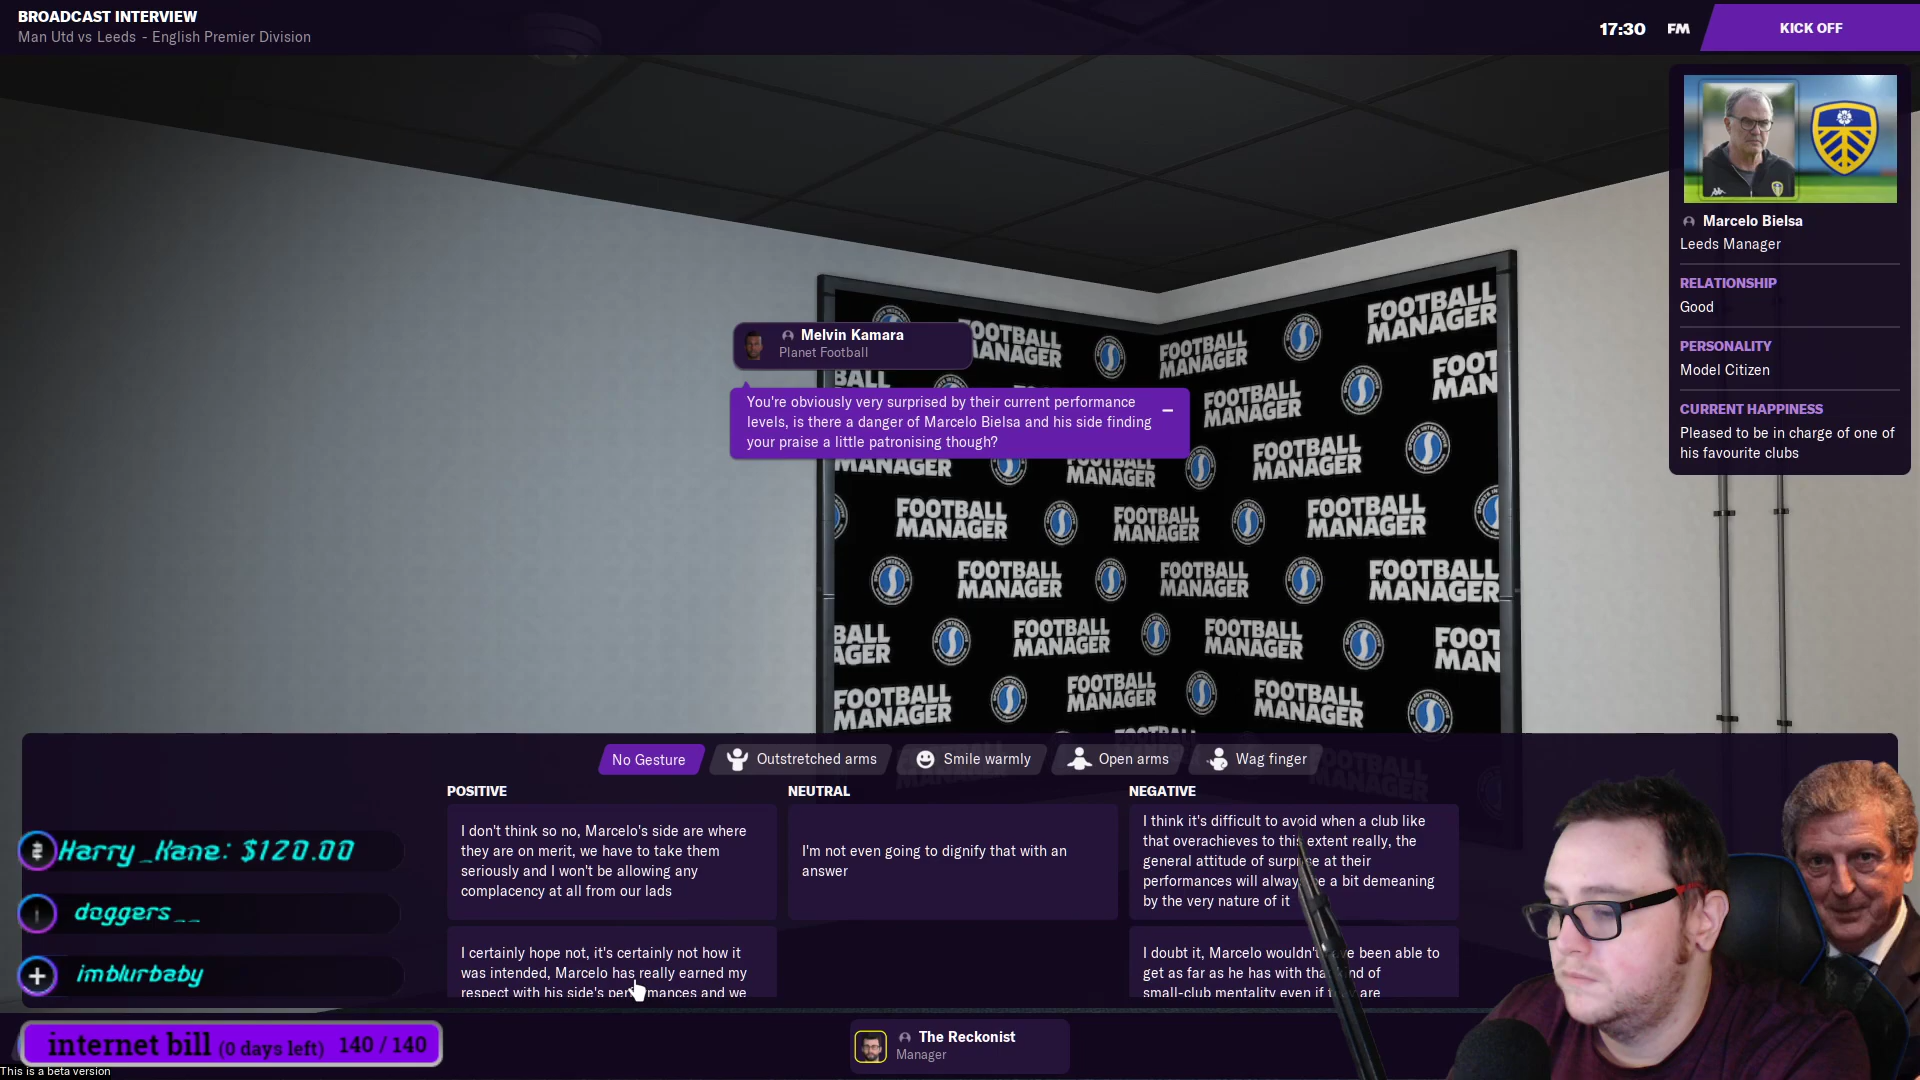 BROADCAST INTERVIEW
Man Utd vs Leeds - English Premier Division
17:30
FM
KICK OFF
Marcelo Bielsa
Leeds Manager
RELATIONSHIP
Good
PERSONALITY
Model Citizen
CURRENT HAPPINESS
Pleased to be in charge of one of
his favourite clubs
Melvin Kamara
Planet Football
You're obviously very surprised by their current performance
levels, is there a danger of Marcelo Bielsa and his side finding
your praise a little patronising though?
FOOTBALL MANAGER
No Gesture
Outstretched arms
Smile warmly
Open arms
Wag finger
POSITIVE
I don't think so no, Marcelo's side are where
they are on merit, we have to take them
seriously and I won't be allowing any
complacency at all from our lads
I certainly hope not, it's certainly not how it
was intended, Marcelo has really earned my
respect with his side's performances and we
NEUTRAL
I'm not even going to dignify that with an
answer
NEGATIVE
I think it's difficult to avoid when a club like
that overachieves to this extent really, the
general attitude of surprise at their
performances will always be a bit demeaning
by the very nature of it
I doubt it, Marcelo wouldn't have been able to
get as far as he has with that kind of
small-club mentality even if they are
Harry_Kane: $120.00
daggers__
imblurbaby
internet bill (0 days left) 140 / 140
This is a beta version
The Reckonist
Manager